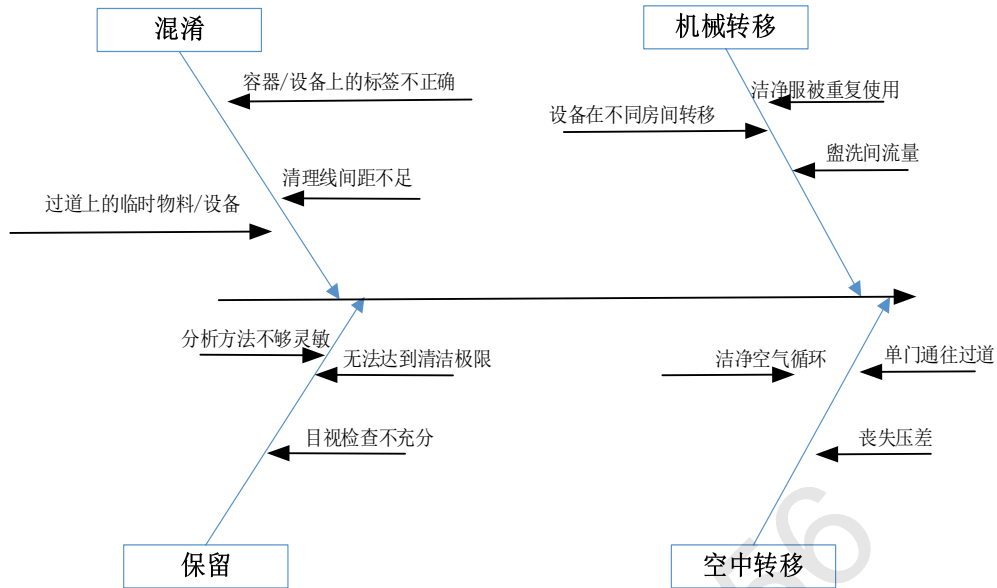 混淆
机械转移
容器/设备上的标签不正确
洁净服被重复使用
设备在不同房间转移
盥洗间流量
清理线间距不足
过道上的临时物料/设备
分析方法不够灵敏
无法达到清洁极限
洁净空气循环
单门通往过道
目视检查不充分
丧失压差
保留
空中转移
56